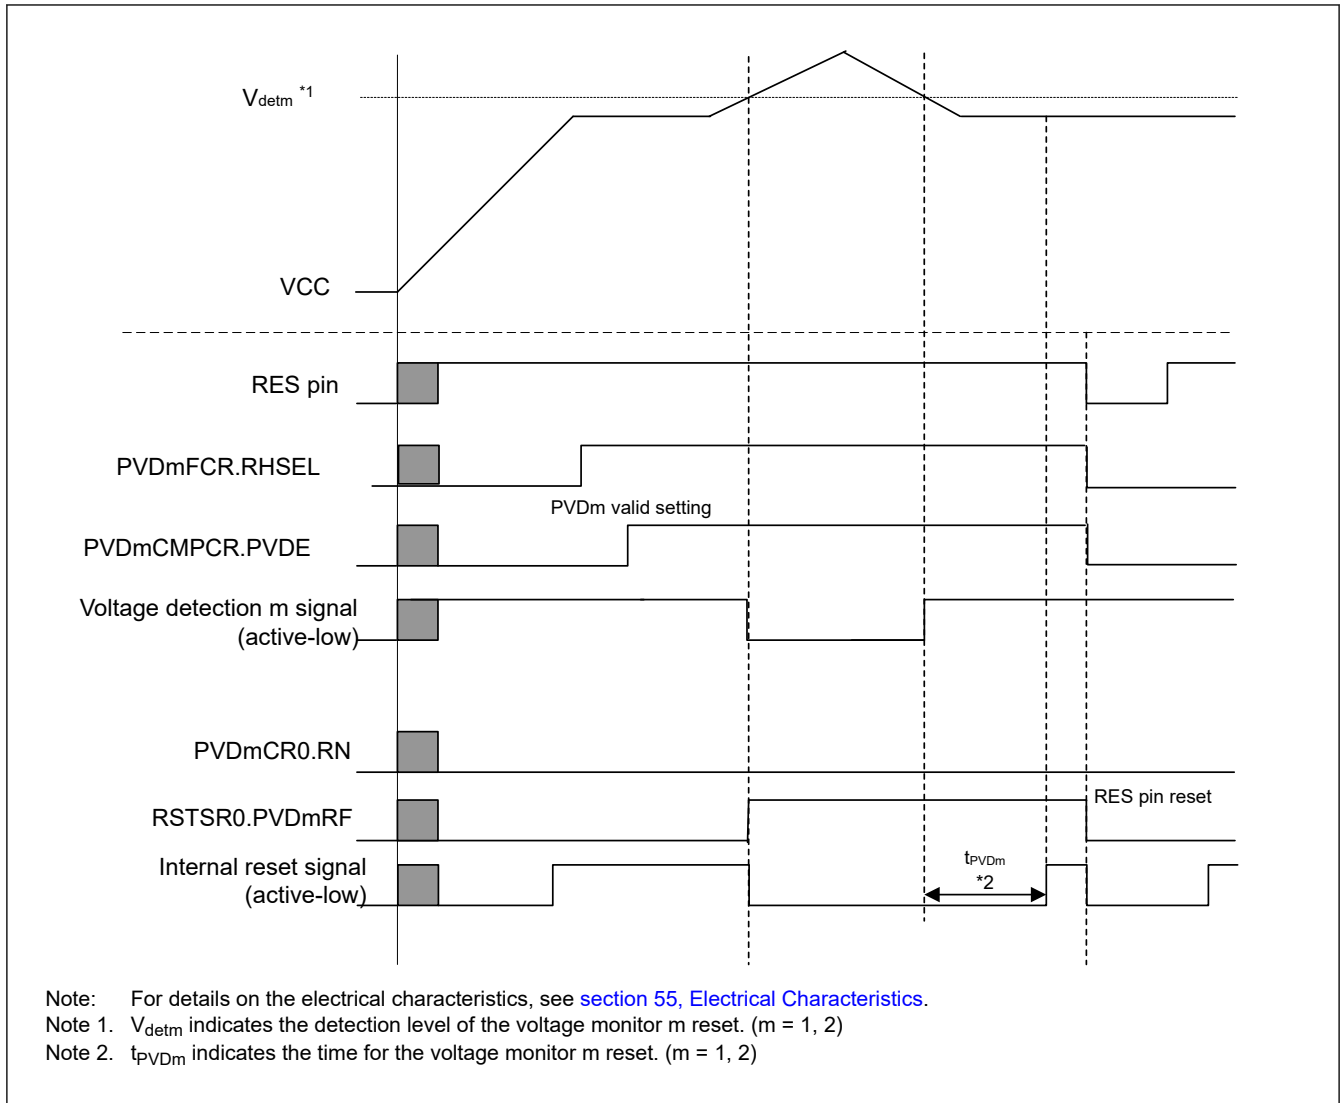 Vdetm *1
VCC
RES pin
PVDmFCR.RHSEL
PVDm valid setting
PVDmCMPCR.PVDE
Voltage detection m signal
(active-low)
PVDmCR0.RN
RSTSR0.PVDmRF
RES pin reset
Internal reset signal
(active-low)
tPVDm
*2
Note: For details on the electrical characteristics, see section 55, Electrical Characteristics.
Note 1. Vdetm indicates the detection level of the voltage monitor m reset. (m = 1, 2)
Note 2. tPVDm indicates the time for the voltage monitor m reset. (m = 1, 2)